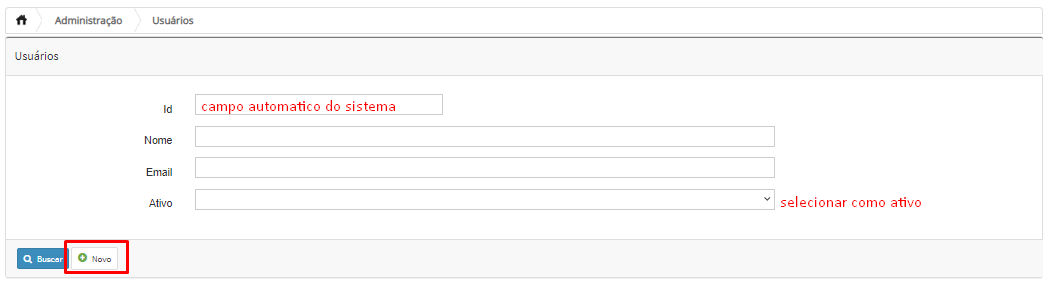 Administração Usuários
Usuários
Id campo automatico do sistema
Nome
Email
Ativo selecionar como ativo
Buscar Novo